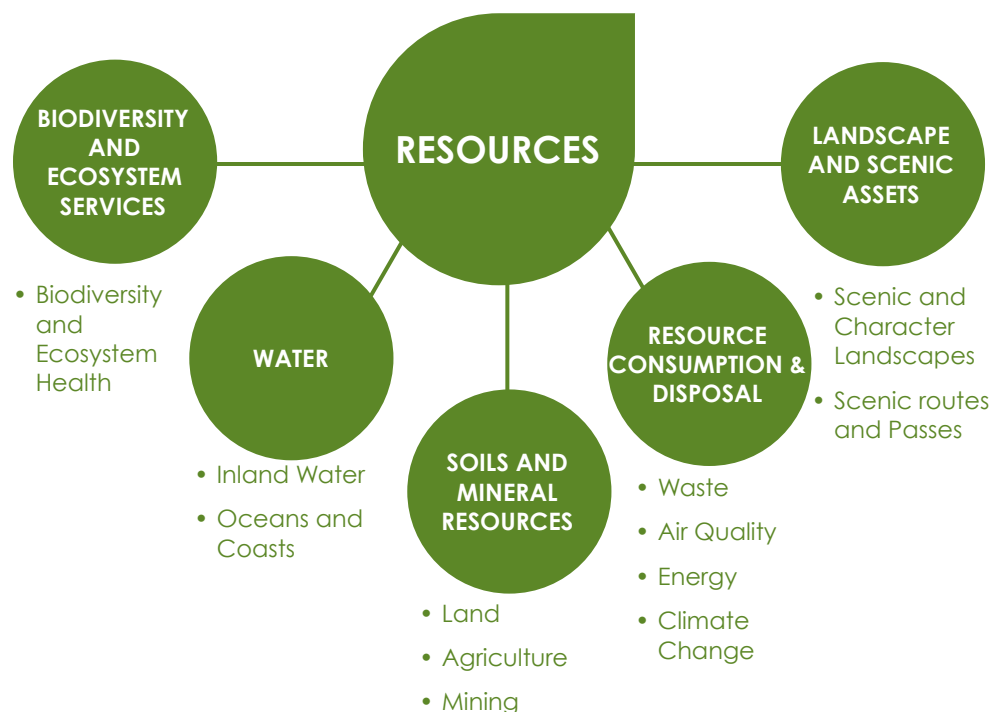 RESOURCES
BIODIVERSITY
AND
ECOSYSTEM
SERVICES
• Biodiversity
and
Ecosystem
Health
WATER
• Inland Water
• Oceans and
Coasts
SOILS AND
MINERAL
RESOURCES
• Land
• Agriculture
• Mining
RESOURCE
CONSUMPTION &
DISPOSAL
• Waste
• Air Quality
• Energy
• Climate
Change
LANDSCAPE
AND SCENIC
ASSETS
• Scenic and
Character
Landscapes
• Scenic routes
and Passes